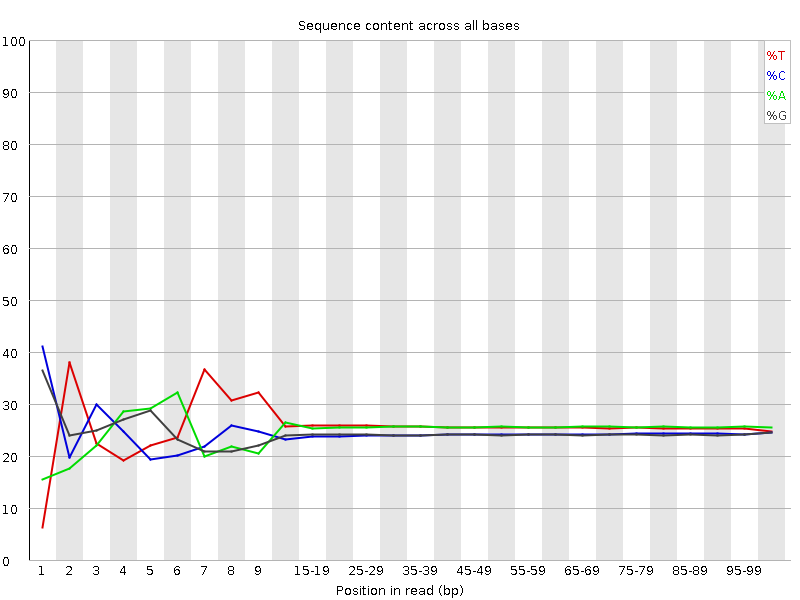 Sequence content across all bases
100
90
80
70
60
50
40
30
20
10
0
%T
%C
%A
%G
1 2 3 4 5 6 7 8 9 15-19 25-29 35-39 45-49 55-59 65-69 75-79 85-89 95-99
Position in read (bp)